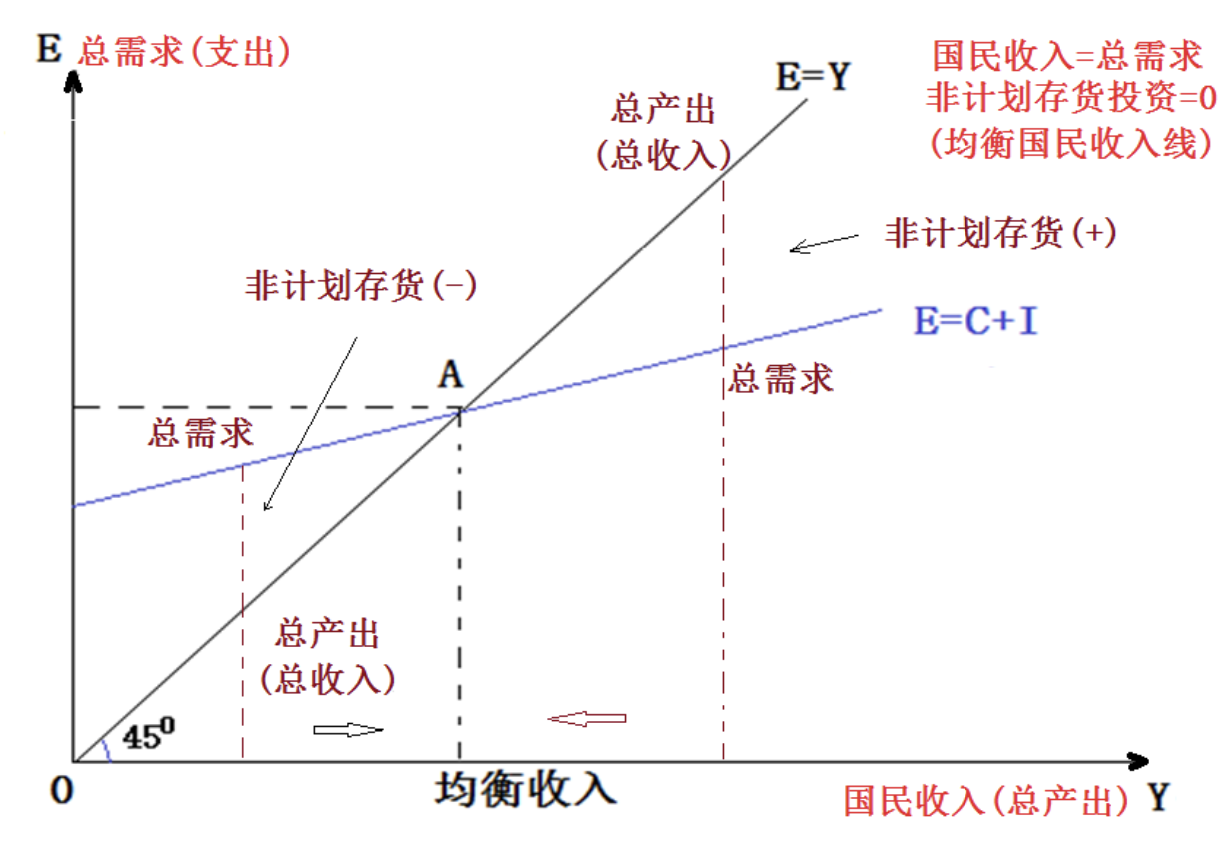 E 总需求(支出)
国民收入=总需求
非计划存货投资=0
(均衡国民收入线)
E=Y
总产出
(总收入)
非计划存货(+)
非计划存货(-)
E=C+I
A
总需求
总需求
总产出
(总收入)
45⁰
O
均衡收入
国民收入(总产出) Y